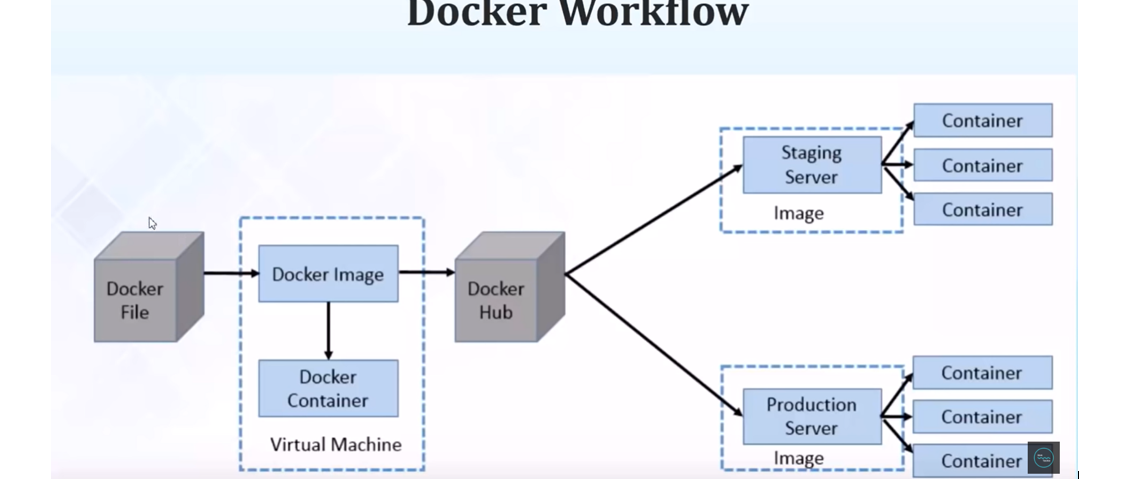 Docker Workflow
Docker
File
Docker Image
Docker
Container
Virtual Machine
Docker
Hub
Staging
Server
Image
Container
Container
Container
Production
Server
Image
Container
Container
Container